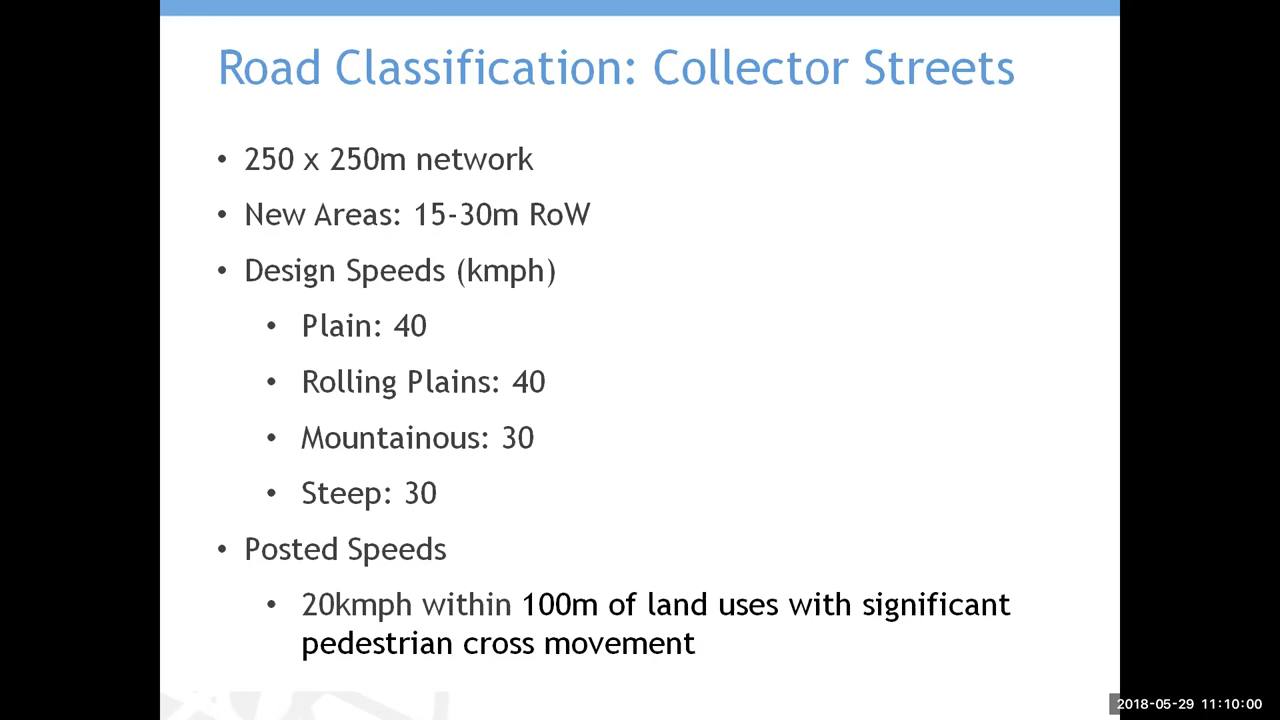 Road Classification: Collector Streets
• 250 x 250m network
• New Areas: 15-30m RoW
• Design Speeds (kmph)
• Plain: 40
• Rolling Plains: 40
• Mountainous: 30
• Steep: 30
• Posted Speeds
• 20kmph within 100m of land uses with significant
pedestrian cross movement
2018-05-29 11:10:00